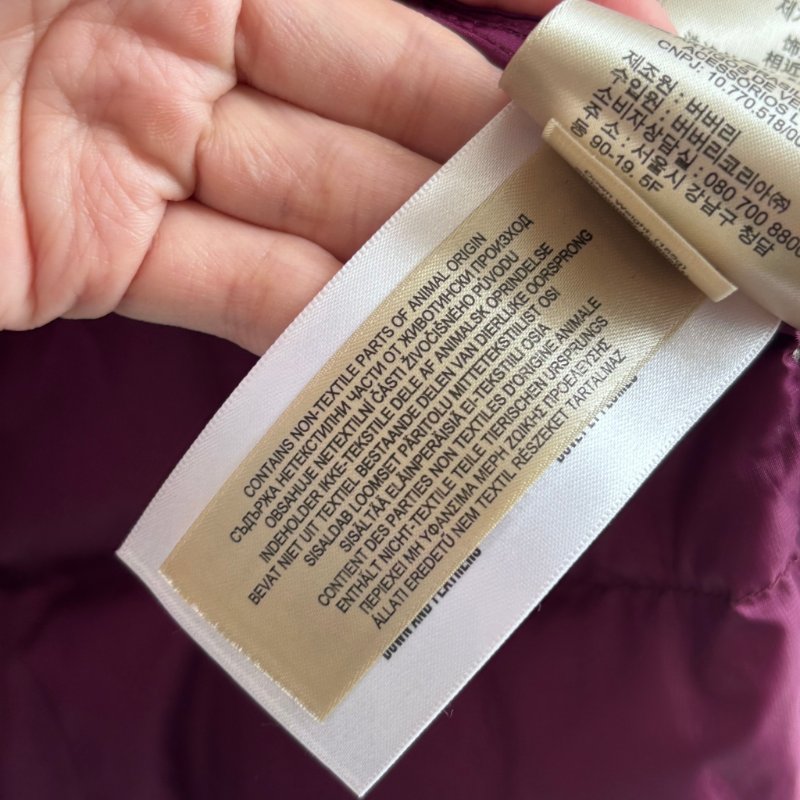 CNPJ: 10.770.518/00
제조원 : 버버리
수입원 : 버버리코리아㈜
소비자상담실 : 080 700 8800
주 소 : 서울시 강남구 청담
동 90-19. 5F
CONTAINS NON-TEXTILE PARTS OF ANIMAL ORIGIN
СЪДЪРЖА НЕТЕКСТИЛНИ ЧАСТИ ОТ ЖИВОТИНСКИ ПРОИЗХОД
OBSAHUJE NETEXTILNÍ ČÁSTI ŽIVOČIŠNÉHO PŮVODU
INDEHOLDER IKKE-TEKSTILE DELE AF ANIMALSK OPRINDELSE
BEVAT NIET UIT TEXTIEL BESTAANDE DELEN VAN DIERLIJKE OORSPRONG
SISALDAB LOOMSET PÄRITOLU MITTETEKSTIILIST OSI
SISÄLTÄÄ ELÄINPERÄISIÄ EI-TEKSTIILIOSIA
CONTIENT DES PARTIES NON TEXTILES D'ORIGINE ANIMALE
ENTHÄLT NICHT-TEXTILE TEILE TIERISCHEN URSPRUNGS
ΠΕΡΙΕΧΕΙ ΜΗ ΥΦΑΝΣΙΜΑ ΜΕΡΗ ΖΩΙΚΗΣ ΠΡΟΕΛΕΥΣΗΣ
ÁLLATI EREDETŰ NEM TEXTIL RÉSZEKET TARTALMAZ
DOWN AND FEATHERS